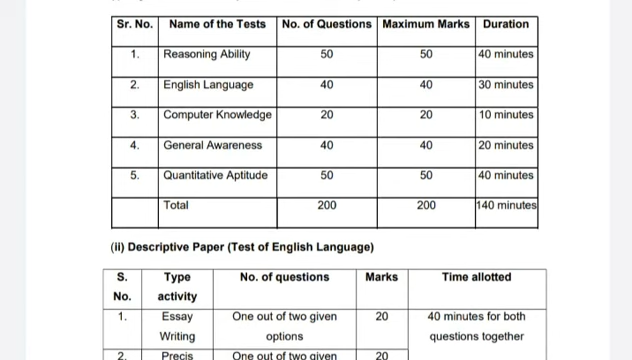 Sr. No. Name of the Tests No. of Questions Maximum Marks Duration
1. Reasoning Ability 50 50 40 minutes
2. English Language 40 40 30 minutes
3. Computer Knowledge 20 20 10 minutes
4. General Awareness 40 40 20 minutes
5. Quantitative Aptitude 50 50 40 minutes
Total 200 200 140 minutes
(ii) Descriptive Paper (Test of English Language)
S. Type No. of questions Marks Time allotted
No. activity
1. Essay One out of two given 20 40 minutes for both
Writing options questions together
2. Precis One out of two given 20